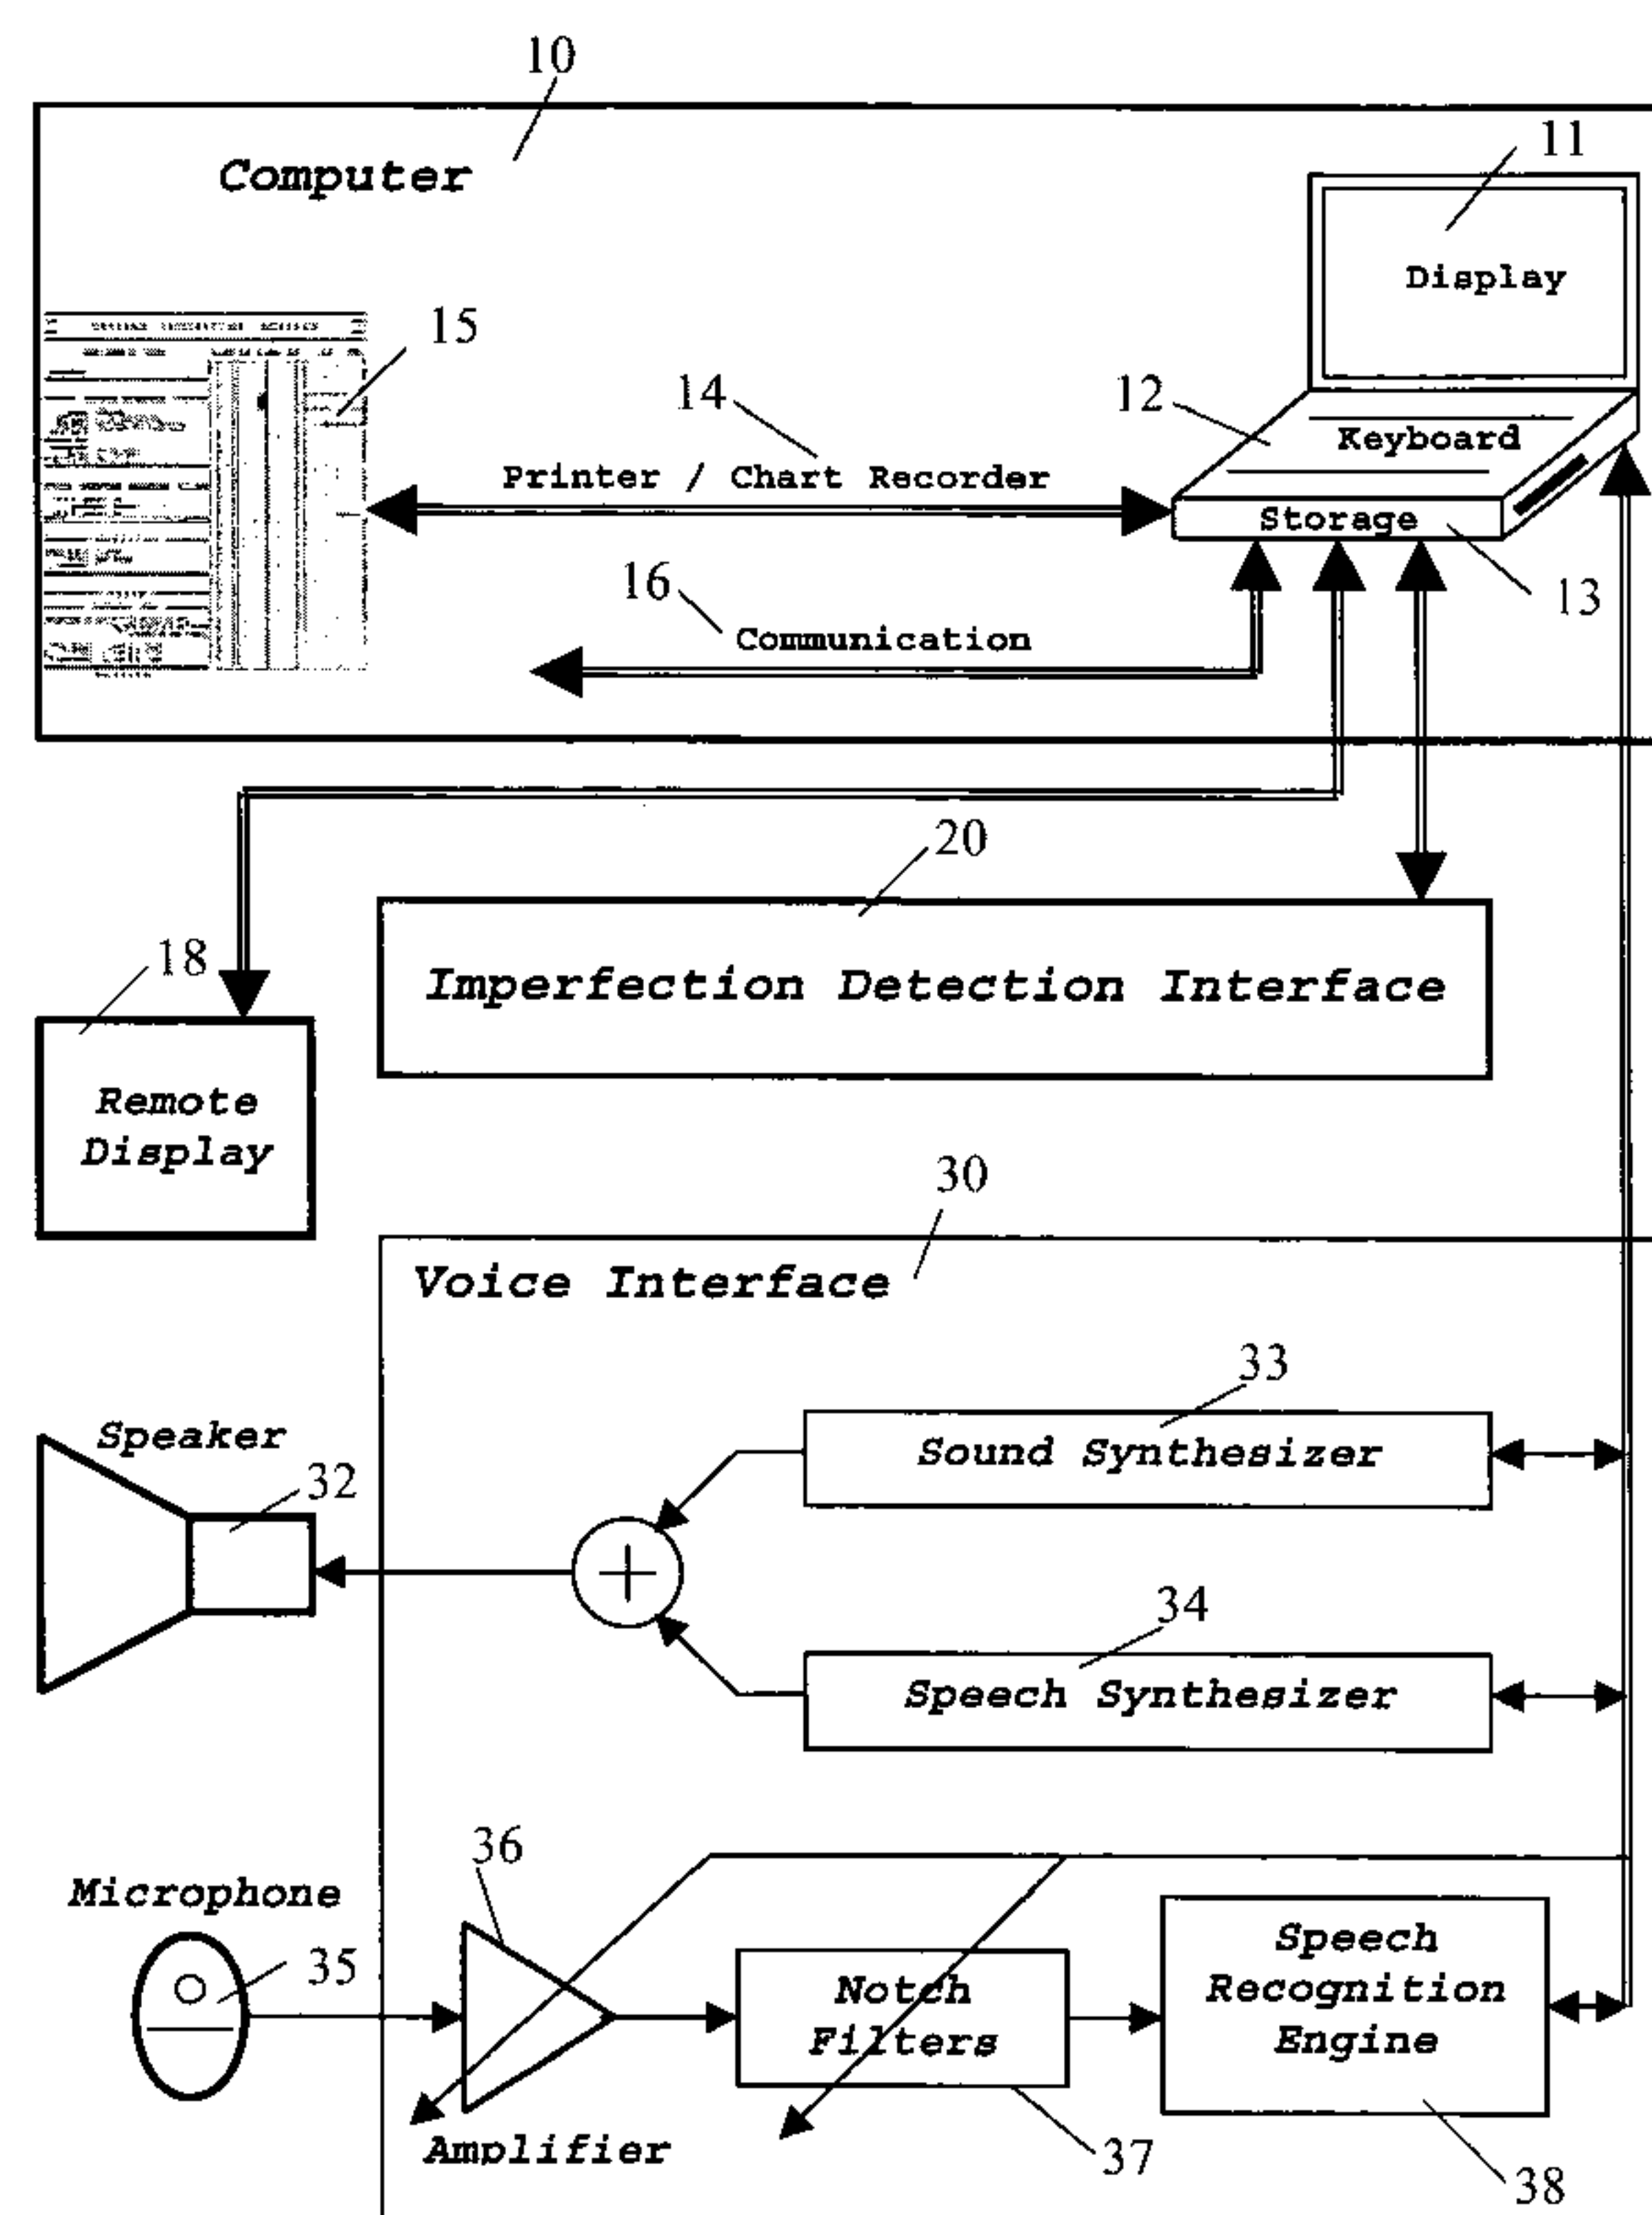 10
Computer
11
Display
15
14
12
Keyboard
Printer / Chart Recorder
Storage
16
13
Communication
20
18
Imperfection Detection Interface
Remote
Display
30
Voice Interface
33
Speaker
Sound Synthesizer
32
34
Speech Synthesizer
36
Microphone
Speech
35
Notch
Recognition
Filters
Engine
Amplifier
37
38